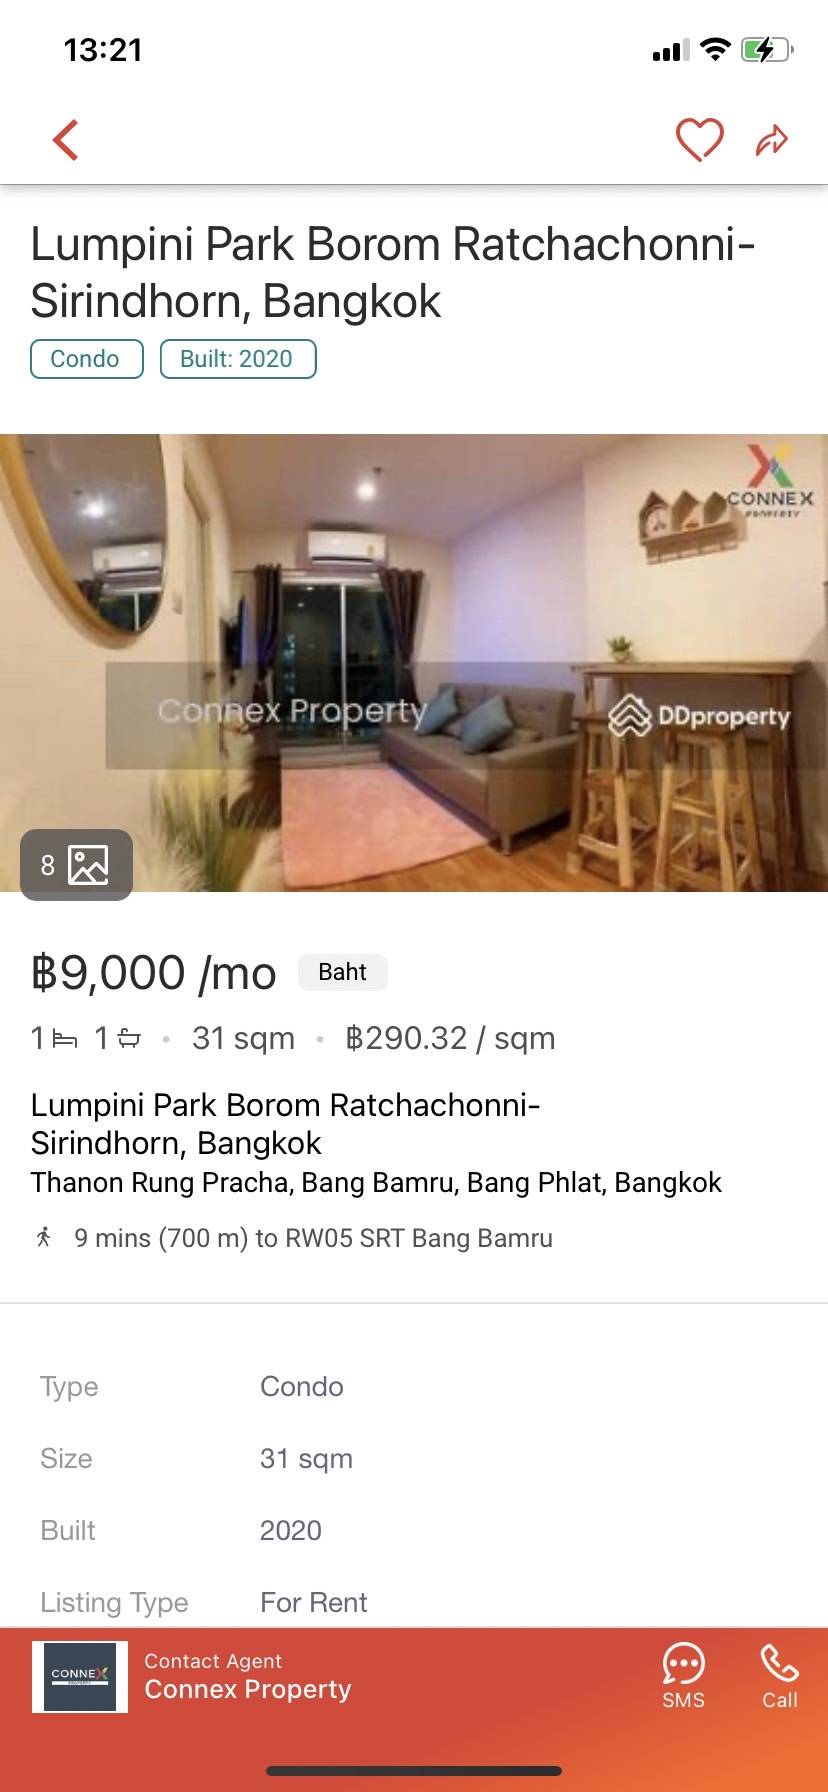 13:21
Lumpini Park Borom Ratchachonni-
Sirindhorn, Bangkok
Condo
Built: 2020
CONNEX
PROPERTY
Connex Property
DDproperty
8
฿9,000 /mo
Baht
1 1 • 31 sqm • ฿290.32 / sqm
Lumpini Park Borom Ratchachonni-
Sirindhorn, Bangkok
Thanon Rung Pracha, Bang Bamru, Bang Phlat, Bangkok
9 mins (700 m) to RW05 SRT Bang Bamru
Type Condo
Size 31 sqm
Built 2020
Listing Type For Rent
CONNEX
PROPERTY
Contact Agent
Connex Property
SMS
Call